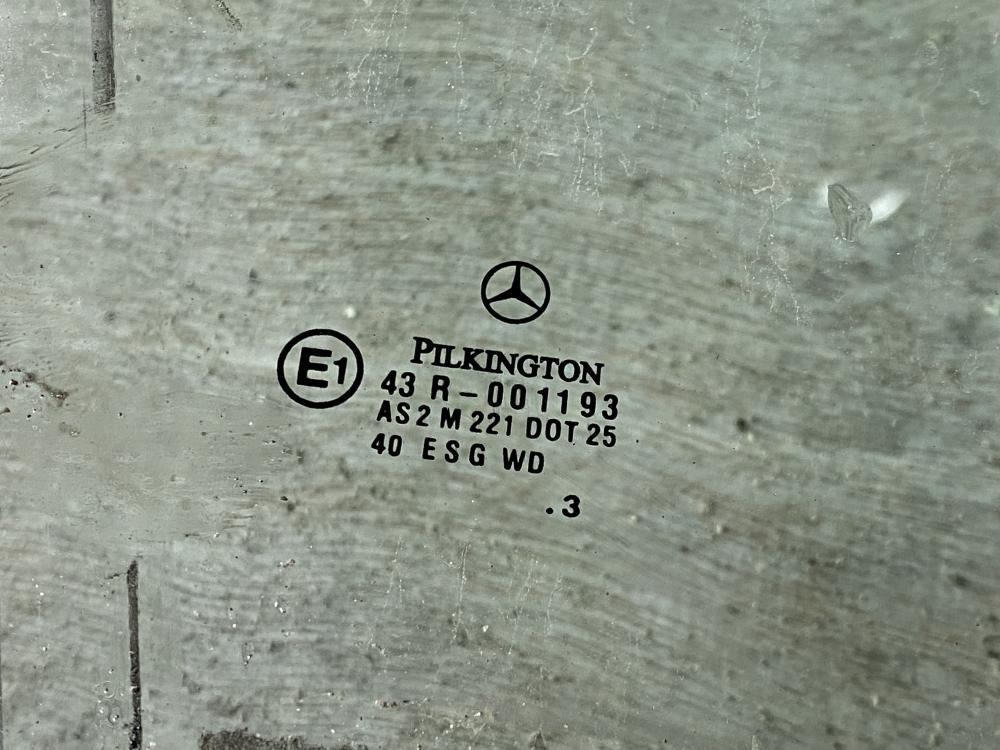 PILKINGTON
E1
43 R-001193
AS2 M 221 DOT 25
40 ESG WD
.3